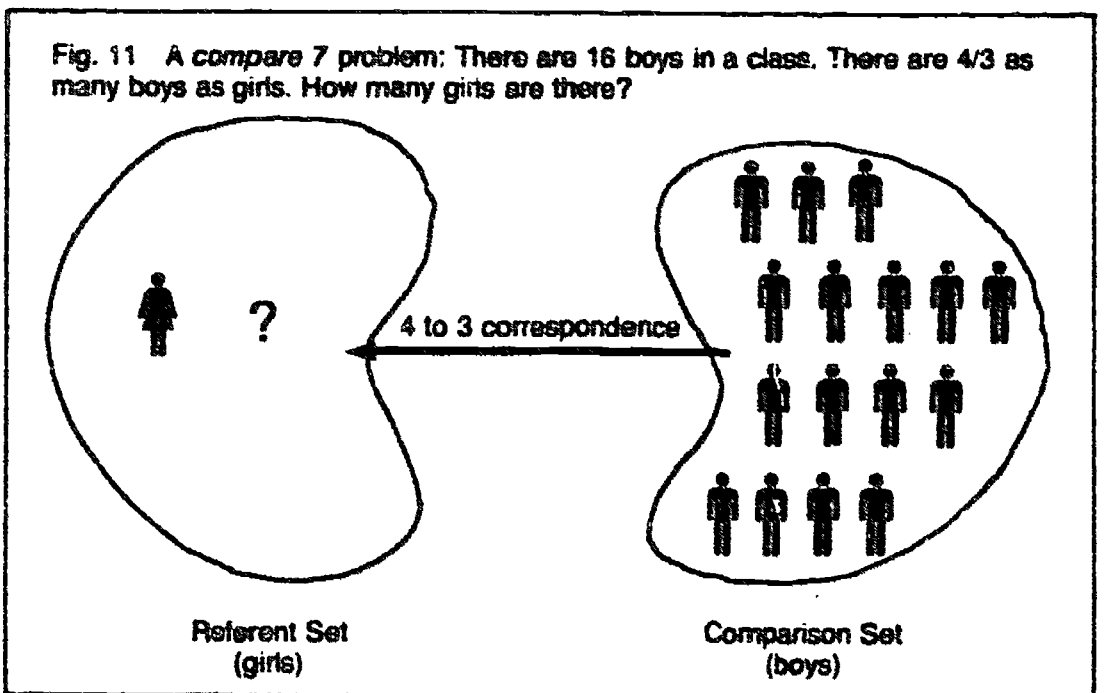 Fig. 11 A compare 7 problem: There are 16 boys in a class. There are 4/3 as
many boys as girls. How many girls are there?
?
4 to 3 correspondence
Referent Set
(girls)
Comparison Set
(boys)